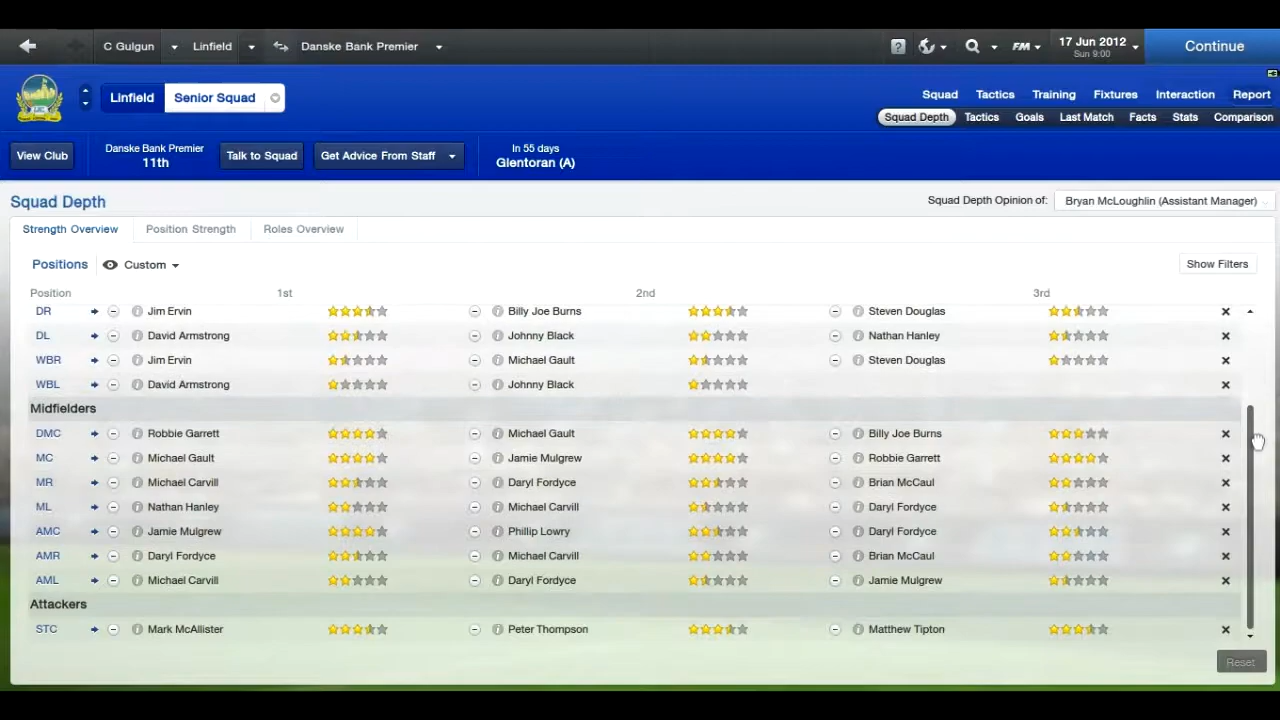 C Gulgun Linfield Danske Bank Premier ? FM 17 Jun 2012 Continue
Sun 9:00
Linfield Senior Squad
Squad Tactics Training Fixtures Interaction Report
Squad Depth Tactics Goals Last Match Facts Stats Comparison
View Club Danske Bank Premier Talk to Squad Get Advice From Staff In 55 days
11th Glentoran (A)
Squad Depth Squad Depth Opinion of: Bryan McLoughlin (Assistant Manager)
Strength Overview Position Strength Roles Overview
Positions Custom Show Filters
Position 1st 2nd 3rd
DR Jim Ervin Billy Joe Burns Steven Douglas
DL David Armstrong Johnny Black Nathan Hanley
WBR Jim Ervin Michael Gault Steven Douglas
WBL David Armstrong Johnny Black
Midfielders
DMC Robbie Garrett Michael Gault Billy Joe Burns
MC Michael Gault Jamie Mulgrew Robbie Garrett
MR Michael Carvill Daryl Fordyce Brian McCaul
ML Nathan Hanley Michael Carvill Daryl Fordyce
AMC Jamie Mulgrew Phillip Lowry Daryl Fordyce
AMR Daryl Fordyce Michael Carvill Brian McCaul
AML Michael Carvill Daryl Fordyce Jamie Mulgrew
Attackers
STC Mark McAllister Peter Thompson Matthew Tipton
Reset